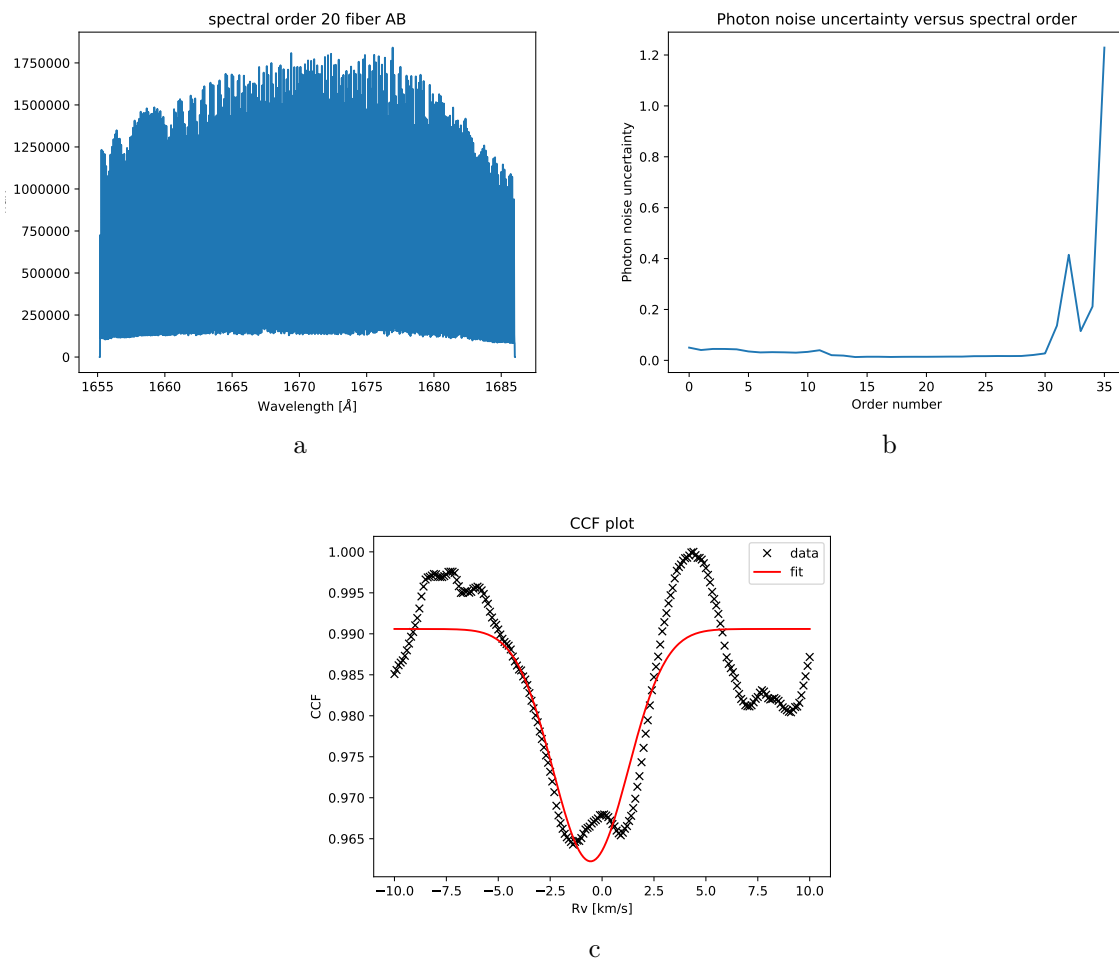 spectral order 20 fiber AB
1750000
1500000
1250000
1000000
750000
500000
250000
0
1655 1660 1665 1670 1675 1680 1685
Wavelength [Å]
a
Photon noise uncertainty versus spectral order
Photon noise uncertainty
1.2
1.0
0.8
0.6
0.4
0.2
0.0
0 5 10 15 20 25 30 35
Order number
b
CCF plot
CCF
1.000
0.995
0.990
0.985
0.980
0.975
0.970
0.965
data
fit
−10.0 −7.5 −5.0 −2.5 0.0 2.5 5.0 7.5 10.0
Rv [km/s]
c